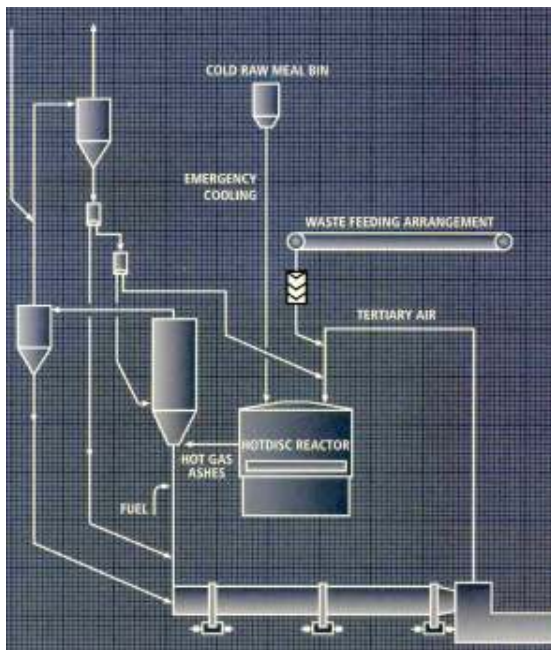 COLD RAW MEAL BIN
EMERGENCY
COOLING
WASTE FEEDING ARRANGEMENT
TERTIARY AIR
HOTDISC REACTOR
HOT GAS
ASHES
FUEL